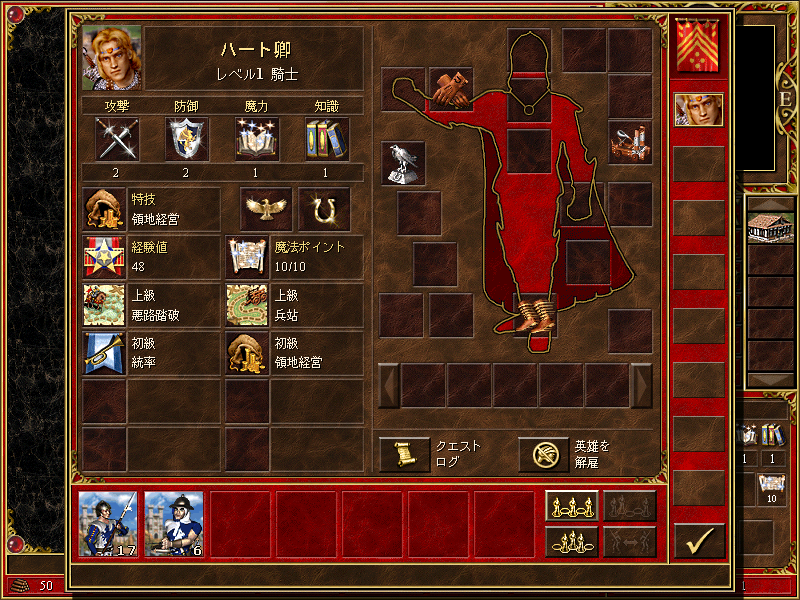 ハート卿
レベル1 騎士
攻撃 防御 魔力 知識
2 2 1 1
特技
領地経営
経験値
48
魔法ポイント
10/10
上級
悪路踏破
上級
兵站
初級
統率
初級
領地経営
クエスト
ログ
英雄を
解雇
17 6
E
1 1
10
50
1